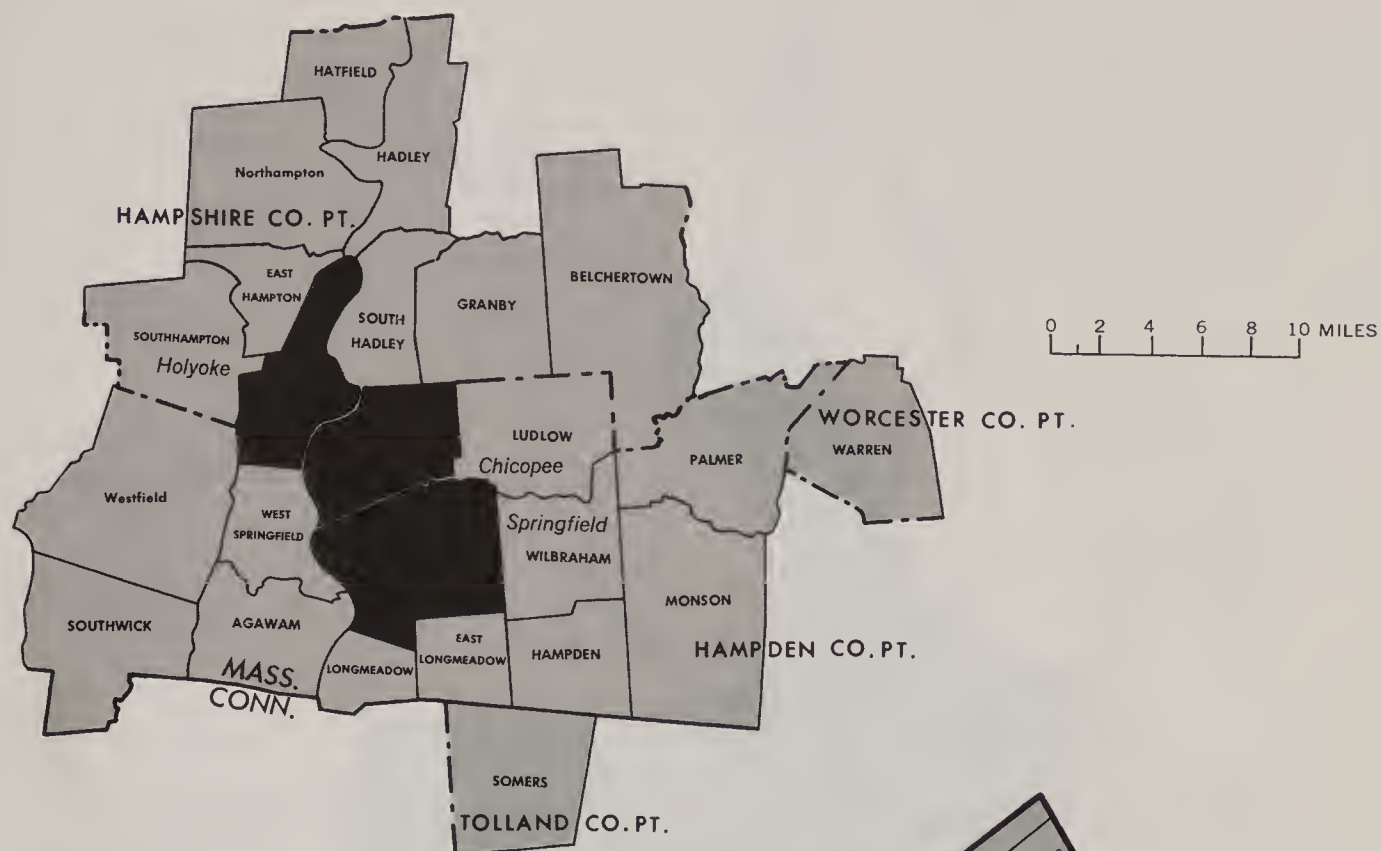 HATFIELD
HADLEY
Northampton
HAMPSHIRE CO. PT.
EAST
HAMPTON
BELCHERTOWN
GRANBY
SOUTH
HADLEY
SOUTHHAMPTON
Holyoke
0 2 4 6 8 10 MILES
WORCESTER CO. PT.
WARREN
LUDLOW
Chicopee
PALMER
Westfield
WEST
SPRINGFIELD
Springfield
WILBRAHAM
MONSON
SOUTHWICK
AGAWAM
EAST
LONGMEADOW
LONGMEADOW
HAMPDEN
HAMPDEN CO. PT.
MASS.
CONN.
SOMERS
TOLLAND CO. PT.